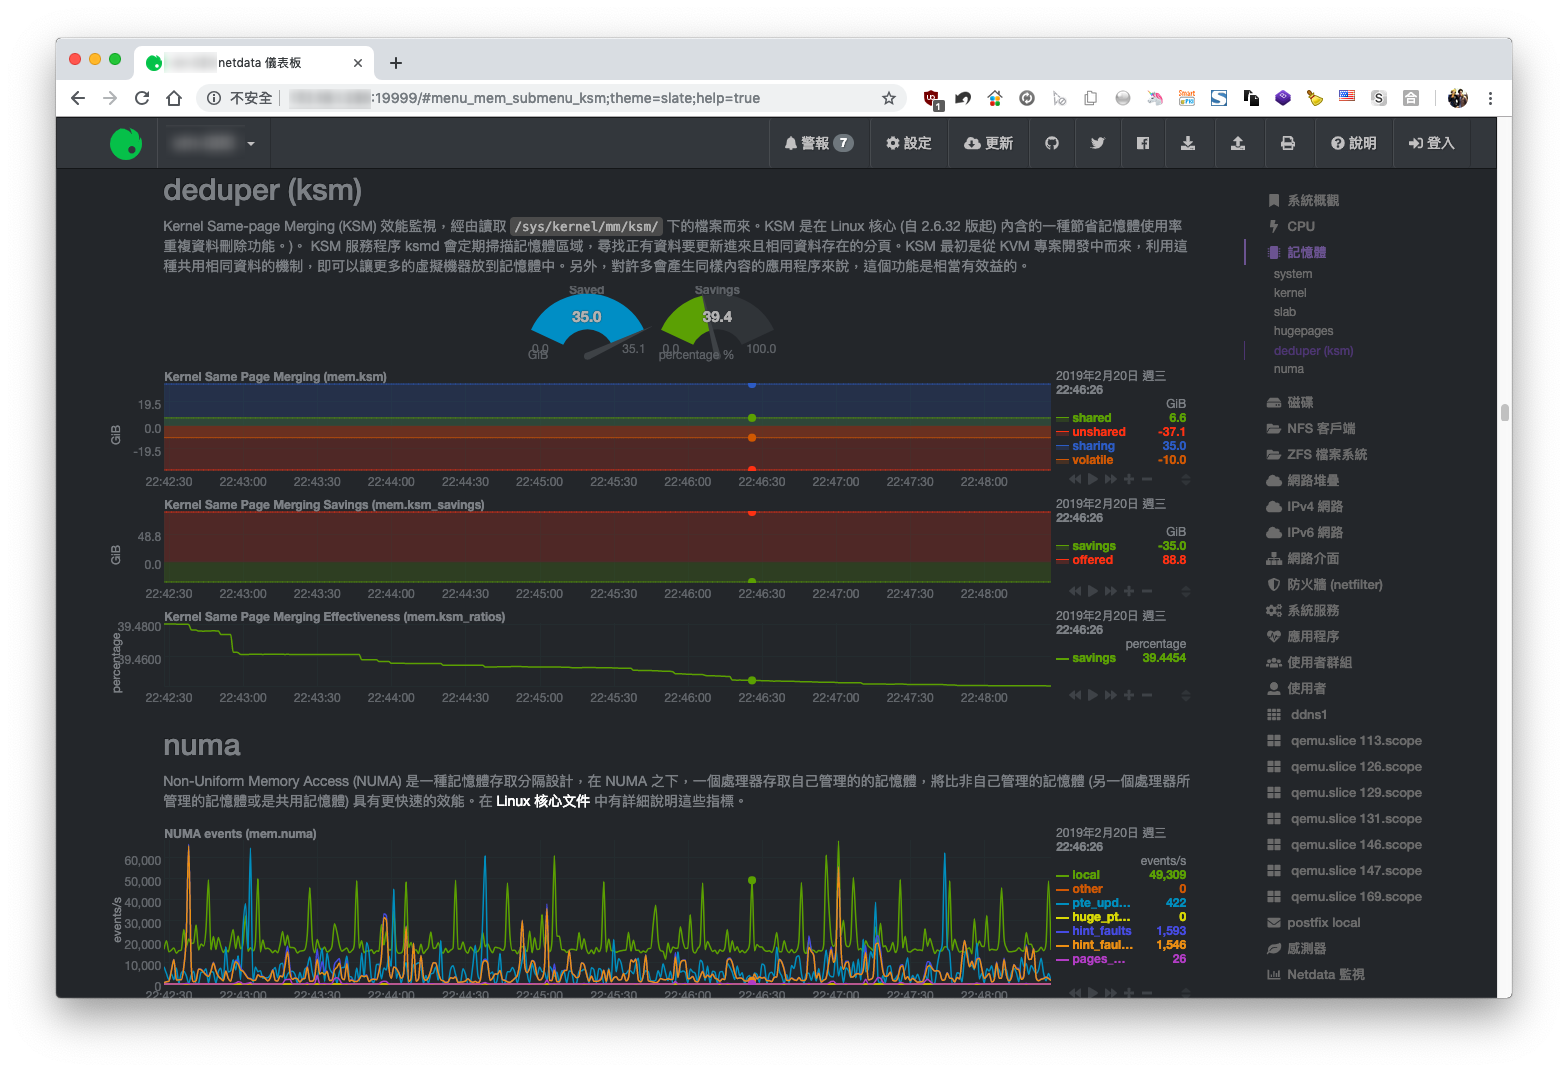 netdata 儀表板
不安全
:19999/#menu_mem_submenu_ksm;theme=slate;help=true
1
Smart
警報 7
設定
更新
說明
登入
deduper (ksm)
Kernel Same-page Merging (KSM) 效能監視，經由讀取 /sys/kernel/mm/ksm/ 下的檔案而來。KSM 是在 Linux 核心 (自 2.6.32 版起) 內含的一種節省記憶體使用率
重複資料刪除功能。)。 KSM 服務程序 ksmd 會定期掃描記憶體區域，尋找正有資料要更新進來且相同資料存在的分頁。KSM 最初是從 KVM 專案開發中而來，利用這
種共用相同資料的機制，即可以讓更多的虛擬機器放到記憶體中。另外，對許多會產生同樣內容的應用程序來說，這個功能是相當有效益的。
Saved
35.0
0.0
35.1
GiB
Savings
39.4
0.0
100.0
percentage %
Kernel Same Page Merging (mem.ksm)
GiB
19.5
0.0
-19.5
22:42:30 22:43:00 22:43:30 22:44:00 22:44:30 22:45:00 22:45:30 22:46:00 22:46:30 22:47:00 22:47:30 22:48:00
2019年2月20日 週三
22:46:26
GiB
shared 6.6
unshared -37.1
sharing 35.0
volatile -10.0
Kernel Same Page Merging Savings (mem.ksm_savings)
GiB
48.8
0.0
22:42:30 22:43:00 22:43:30 22:44:00 22:44:30 22:45:00 22:45:30 22:46:00 22:46:30 22:47:00 22:47:30 22:48:00
2019年2月20日 週三
22:46:26
GiB
savings -35.0
offered 88.8
Kernel Same Page Merging Effectiveness (mem.ksm_ratios)
percentage
39.4800
39.4600
22:42:30 22:43:00 22:43:30 22:44:00 22:44:30 22:45:00 22:45:30 22:46:00 22:46:30 22:47:00 22:47:30 22:48:00
2019年2月20日 週三
22:46:26
percentage
savings 39.4454
numa
Non-Uniform Memory Access (NUMA) 是一種記憶體存取分隔設計，在 NUMA 之下，一個處理器存取自己管理的的記憶體，將比非自己管理的記憶體 (另一個處理器所
管理的記憶體或是共用記憶體) 具有更快速的效能。在 Linux 核心文件 中有詳細說明這些指標。
NUMA events (mem.numa)
events/s
60,000
50,000
40,000
30,000
20,000
10,000
0
22:42:30 22:43:00 22:43:30 22:44:00 22:44:30 22:45:00 22:45:30 22:46:00 22:46:30 22:47:00 22:47:30 22:48:00
2019年2月20日 週三
22:46:26
events/s
local 49,309
other 0
pte_upd... 422
huge_pt... 0
hint_faults 1,593
hint_faul... 1,546
pages_... 26
系統概觀
CPU
記憶體
system
kernel
slab
hugepages
deduper (ksm)
numa
磁碟
NFS 客戶端
ZFS 檔案系統
網路堆疊
IPv4 網路
IPv6 網路
網路介面
防火牆 (netfilter)
系統服務
應用程序
使用者群組
使用者
ddns1
qemu.slice 113.scope
qemu.slice 126.scope
qemu.slice 129.scope
qemu.slice 131.scope
qemu.slice 146.scope
qemu.slice 147.scope
qemu.slice 169.scope
postfix local
感測器
Netdata 監視